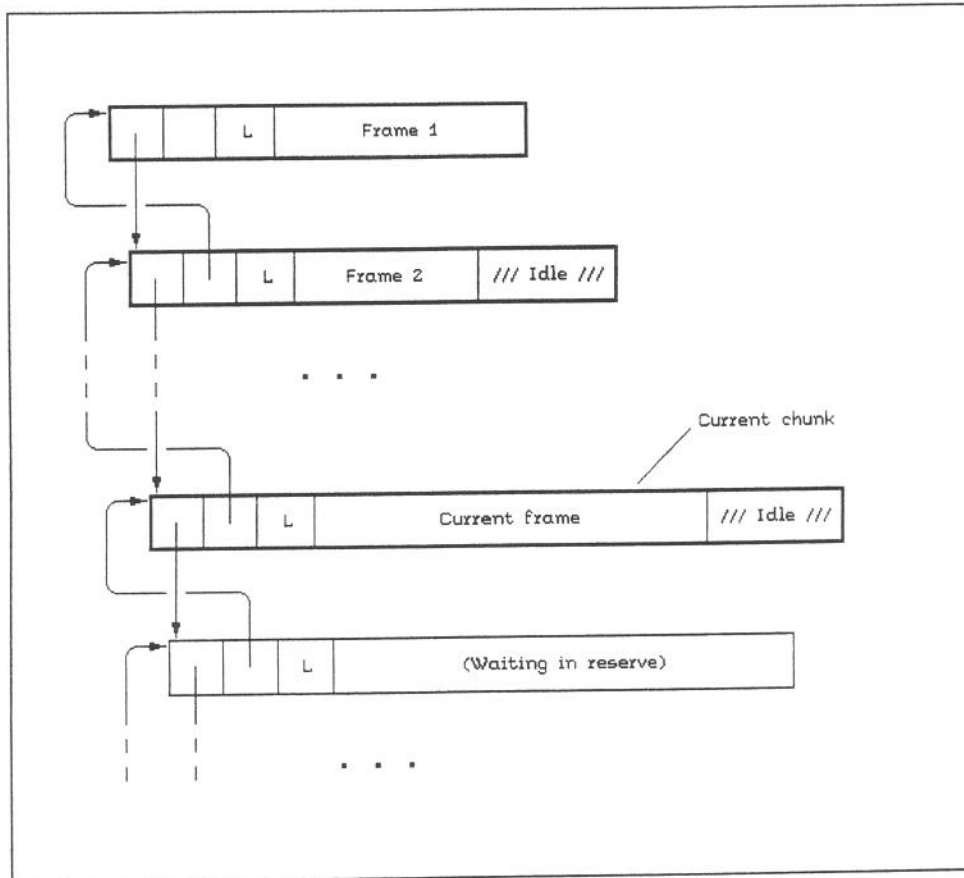 L Frame 1
L Frame 2 /// Idle ///
. . .
Current chunk
L Current frame /// Idle ///
L (Waiting in reserve)
. . .